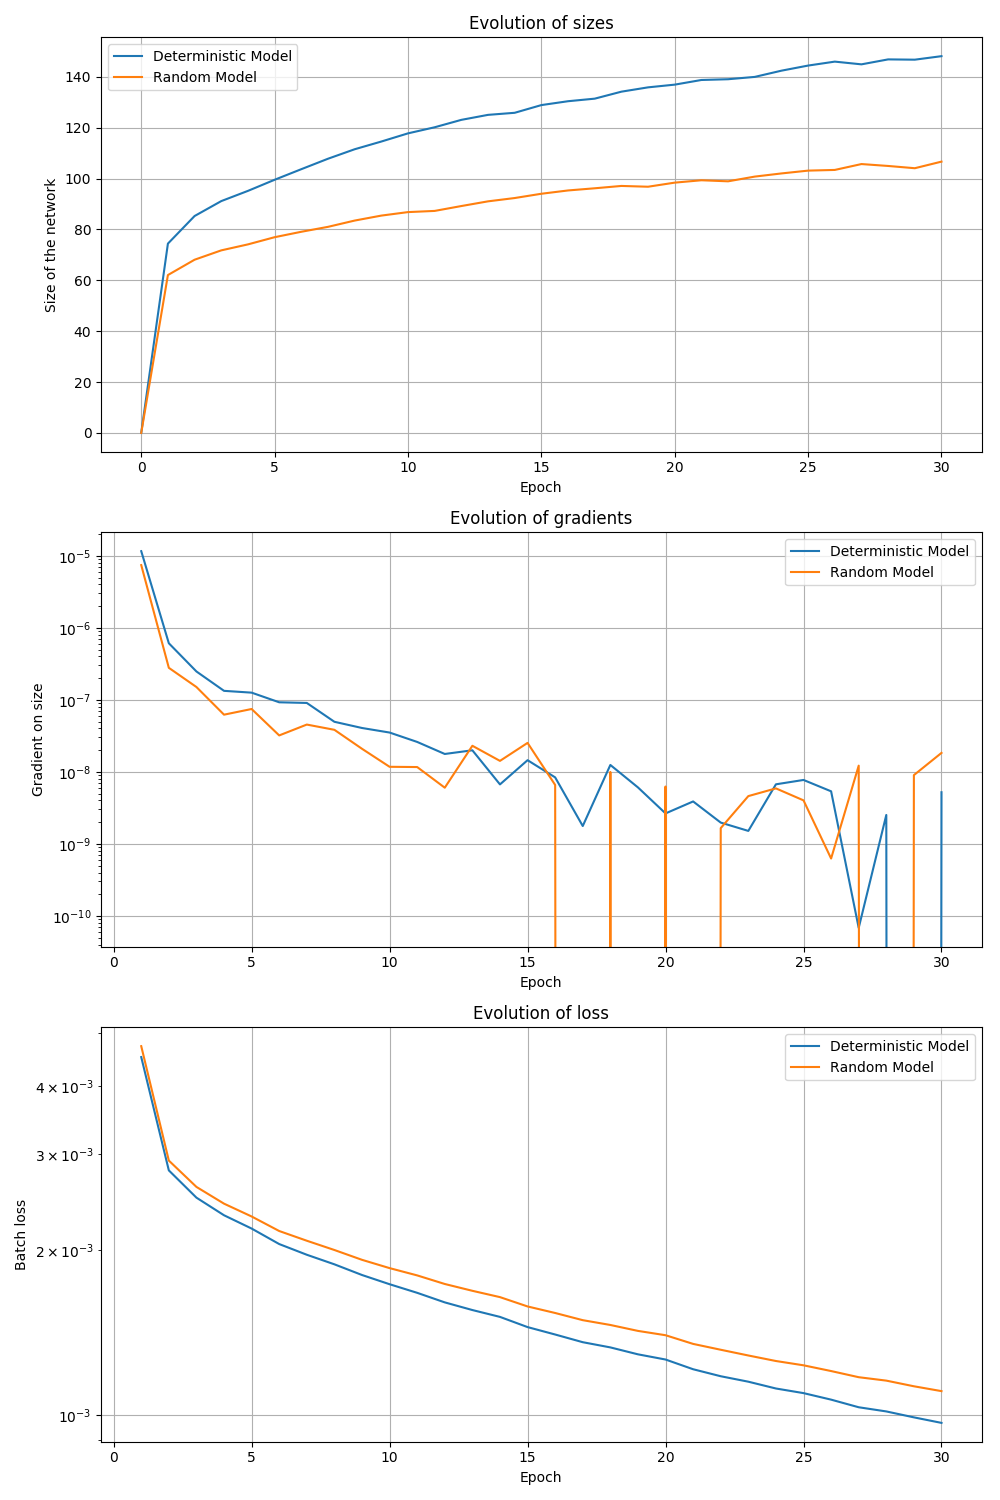 Evolution of sizes
Deterministic Model
Random Model
140
120
100
80
60
40
20
0
Size of the network
0 5 10 15 20 25 30
Epoch
Evolution of gradients
Deterministic Model
Random Model
10⁻⁵
10⁻⁶
10⁻⁷
10⁻⁸
10⁻⁹
10⁻¹⁰
Gradient on size
0 5 10 15 20 25 30
Epoch
Evolution of loss
Deterministic Model
Random Model
4 × 10⁻³
3 × 10⁻³
2 × 10⁻³
10⁻³
Batch loss
0 5 10 15 20 25 30
Epoch